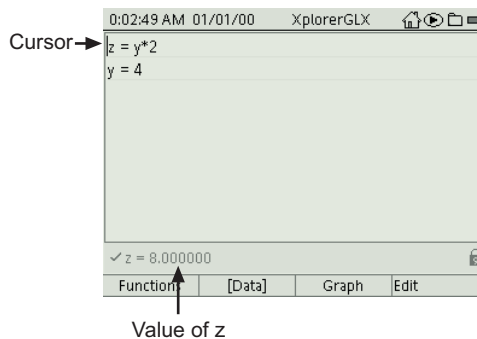 0:02:49 AM 01/01/00 XplorerGLX
Cursor
z = y*2
y = 4
✓ z = 8.000000
Functions [Data] Graph Edit
Value of z